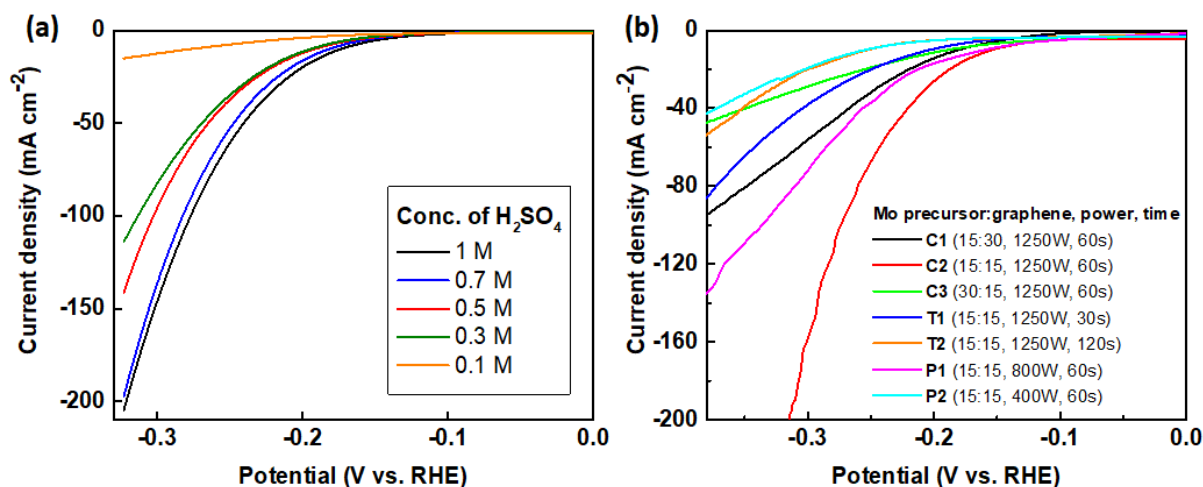 (a)
Current density (mA cm⁻²)
0
-50
-100
-150
-200
Conc. of H₂SO₄
1 M
0.7 M
0.5 M
0.3 M
0.1 M
-0.3
-0.2
-0.1
0.0
Potential (V vs. RHE)
(b)
Current density (mA cm⁻²)
0
-40
-80
-120
-160
-200
Mo precursor:graphene, power, time
C1 (15:30, 1250W, 60s)
C2 (15:15, 1250W, 60s)
C3 (30:15, 1250W, 60s)
T1 (15:15, 1250W, 30s)
T2 (15:15, 1250W, 120s)
P1 (15:15, 800W, 60s)
P2 (15:15, 400W, 60s)
-0.3
-0.2
-0.1
0.0
Potential (V vs. RHE)